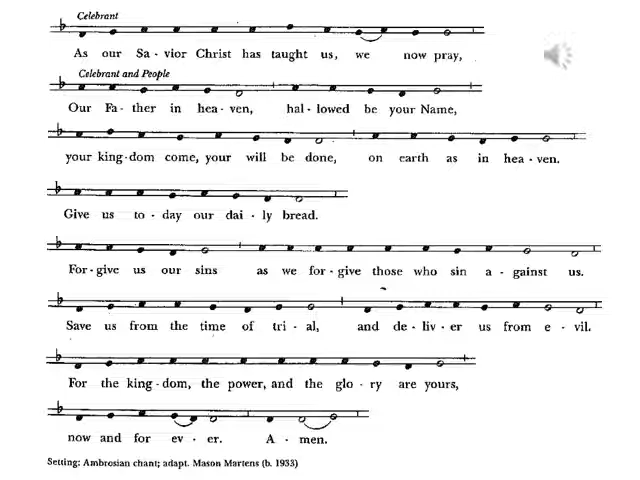 Celebrant
As our Sa - vior Christ has taught us, we now pray,
Celebrant and People
Our Fa - ther in hea - ven, hal - lowed be your Name,
your king - dom come, your will be done, on earth as in hea - ven.
Give us to - day our dai - ly bread.
For - give us our sins as we for - give those who sin a - gainst us.
Save us from the time of tri - al, and de - liv - er us from e - vil.
For the king - dom, the power, and the glo - ry are yours,
now and for ev - er. A - men.
Setting: Ambrosian chant; adapt. Mason Martens (b. 1933)